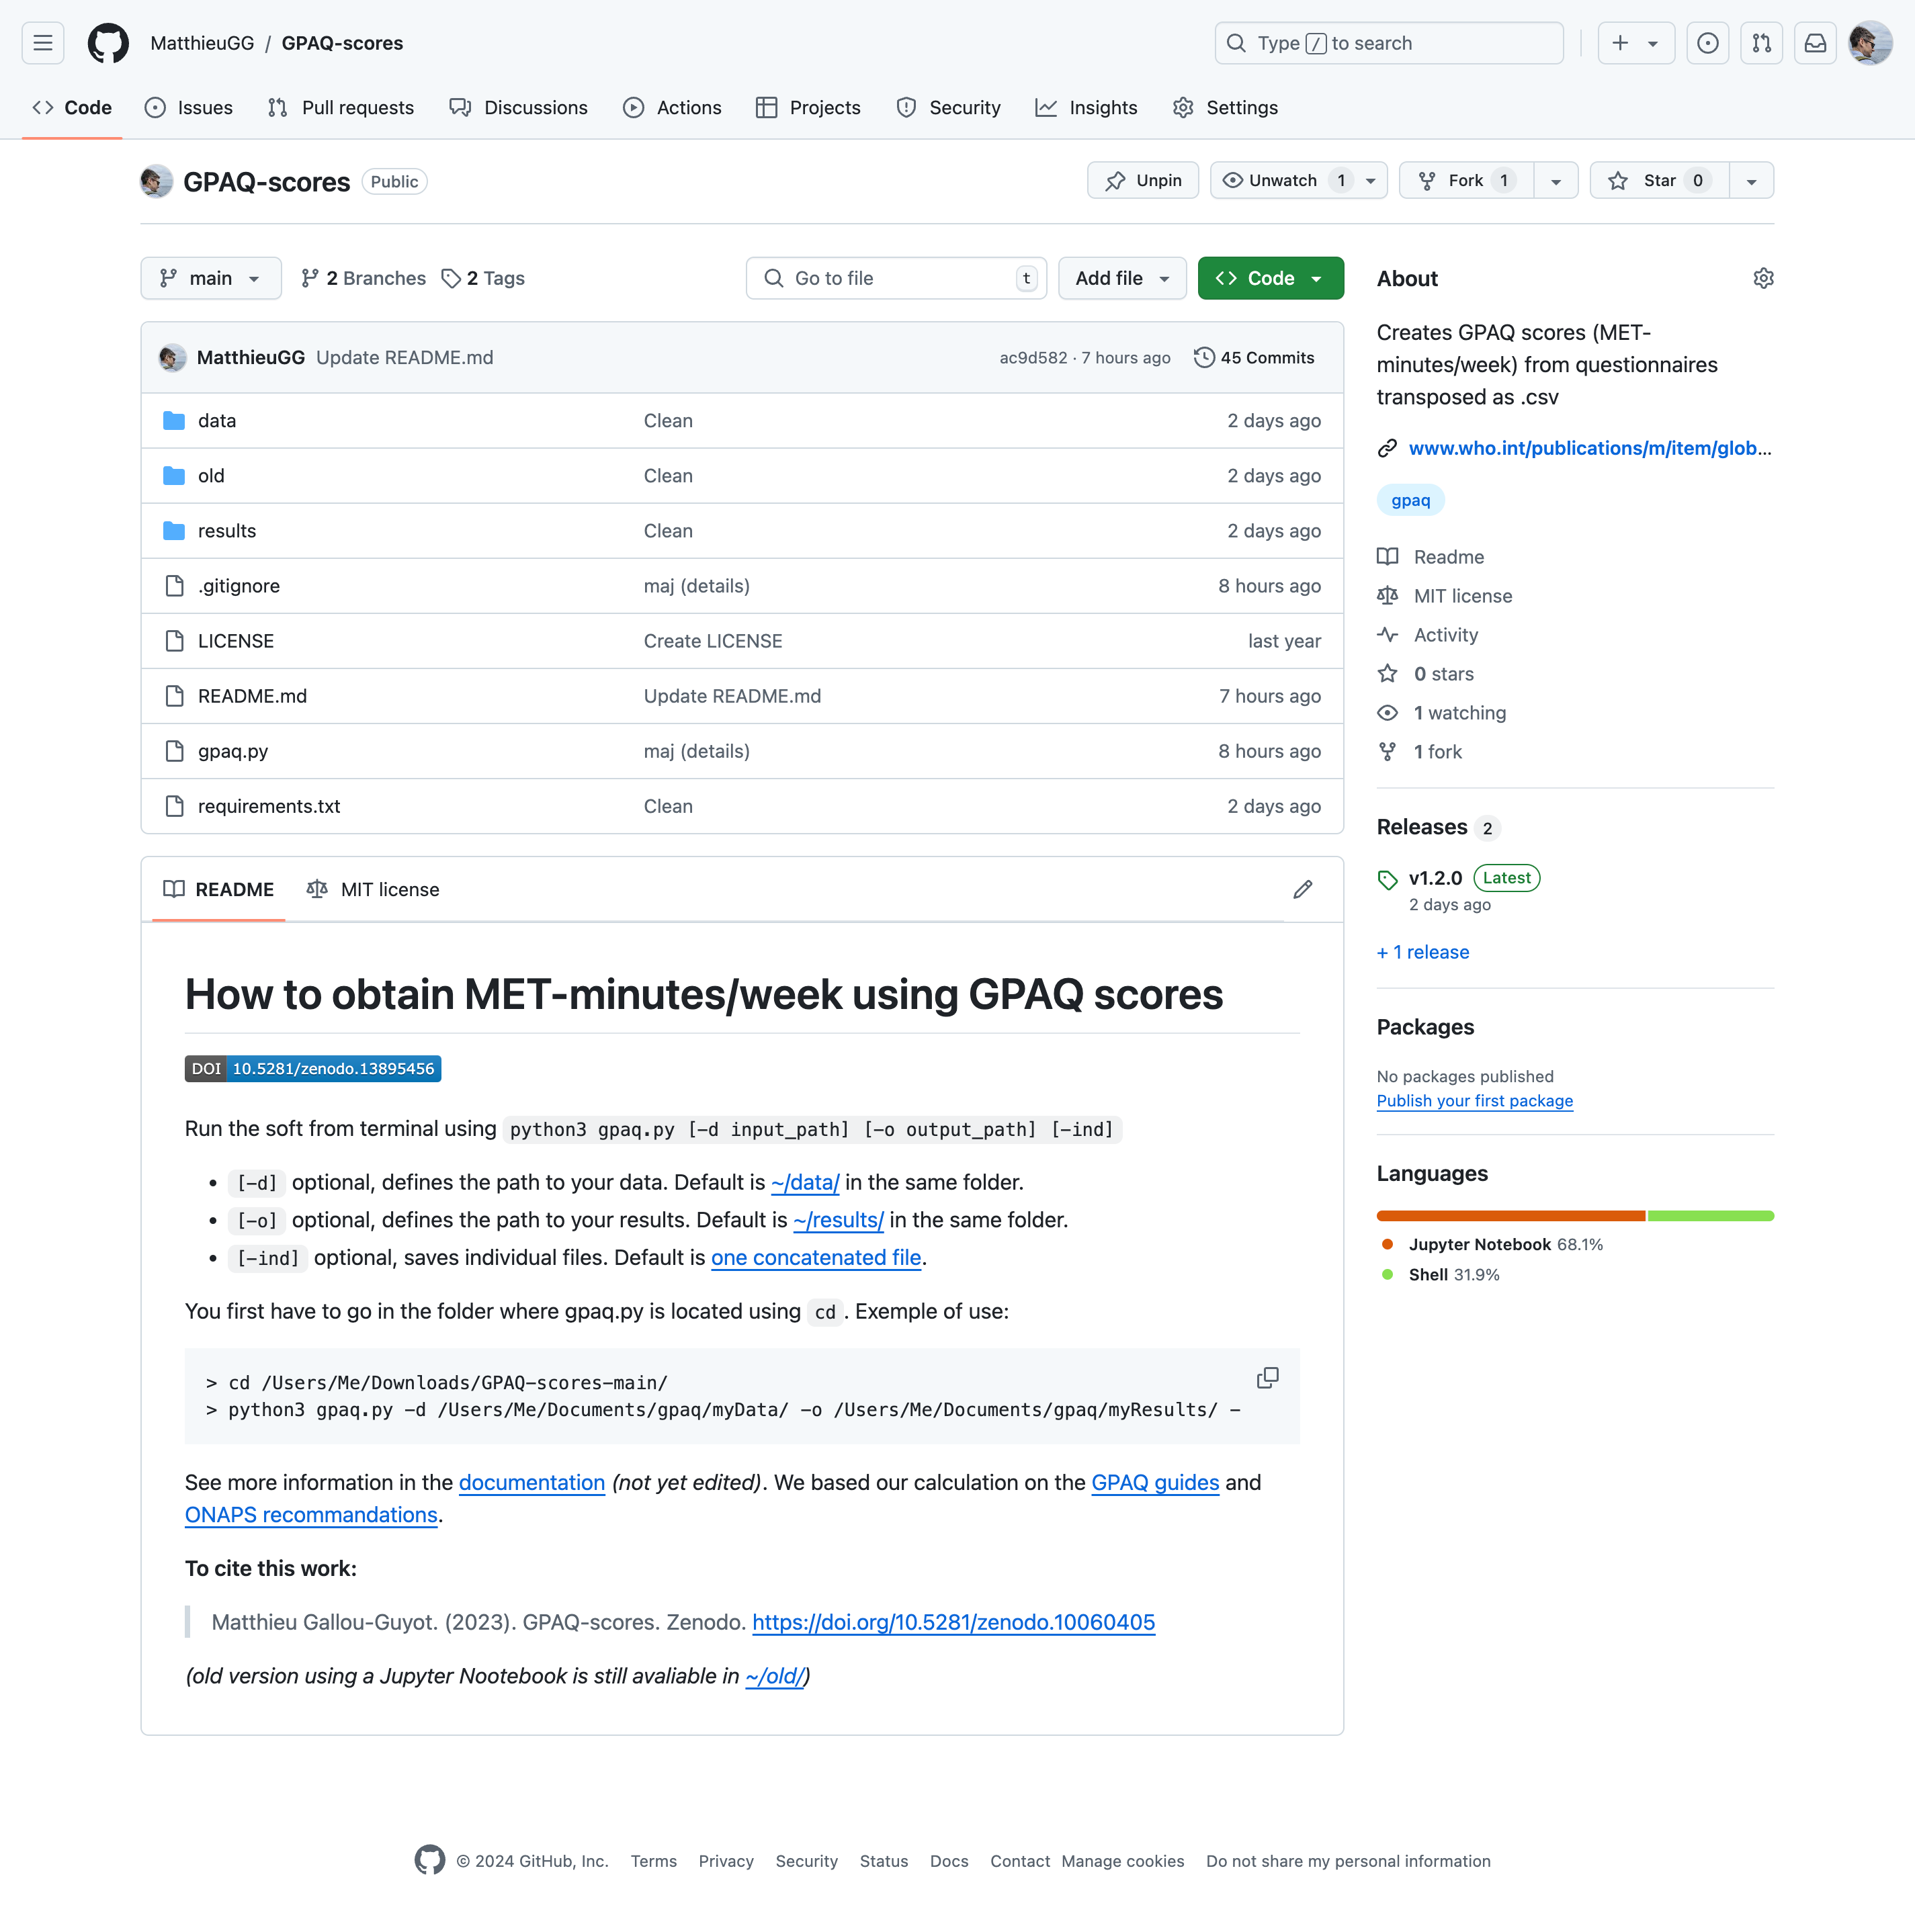 MatthieuGG / GPAQ-scores
Type / to search
Code Issues Pull requests Discussions Actions Projects Security Insights Settings
GPAQ-scores Public
Unpin Unwatch 1 Fork 1 Star 0
main 2 Branches 2 Tags
Go to file t Add file Code
MatthieuGG Update README.md ac9d582 · 7 hours ago 45 Commits
data Clean 2 days ago
old Clean 2 days ago
results Clean 2 days ago
.gitignore maj (details) 8 hours ago
LICENSE Create LICENSE last year
README.md Update README.md 7 hours ago
gpaq.py maj (details) 8 hours ago
requirements.txt Clean 2 days ago
README MIT license
How to obtain MET-minutes/week using GPAQ scores
DOI 10.5281/zenodo.13895456
Run the soft from terminal using python3 gpaq.py [-d input_path] [-o output_path] [-ind]
• [-d] optional, defines the path to your data. Default is ~/data/ in the same folder.
• [-o] optional, defines the path to your results. Default is ~/results/ in the same folder.
• [-ind] optional, saves individual files. Default is one concatenated file.
You first have to go in the folder where gpaq.py is located using cd. Exemple of use:
> cd /Users/Me/Downloads/GPAQ-scores-main/
> python3 gpaq.py -d /Users/Me/Documents/gpaq/myData/ -o /Users/Me/Documents/gpaq/myResults/ -
See more information in the documentation (not yet edited). We based our calculation on the GPAQ guides and
ONAPS recommandations.
To cite this work:
Matthieu Gallou-Guyot. (2023). GPAQ-scores. Zenodo. https://doi.org/10.5281/zenodo.10060405
(old version using a Jupyter Nootebook is still avaliable in ~/old/)
About
Creates GPAQ scores (MET-
minutes/week) from questionnaires
transposed as .csv
www.who.int/publications/m/item/glob...
gpaq
Readme
MIT license
Activity
0 stars
1 watching
1 fork
Releases 2
v1.2.0 Latest
2 days ago
+ 1 release
Packages
No packages published
Publish your first package
Languages
Jupyter Notebook 68.1%
Shell 31.9%
© 2024 GitHub, Inc. Terms Privacy Security Status Docs Contact Manage cookies Do not share my personal information